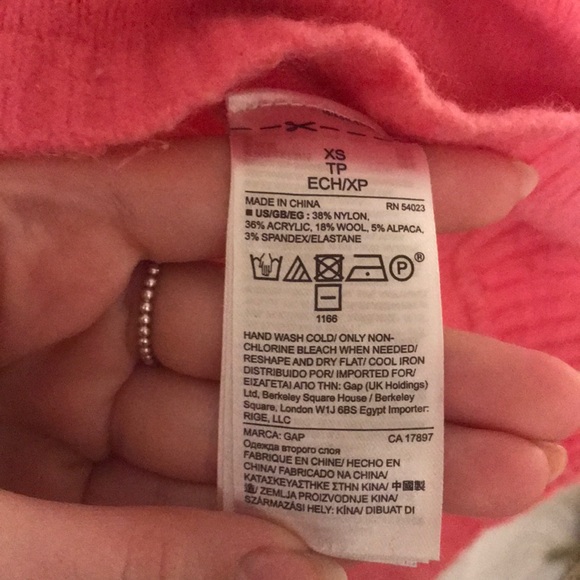 XS
TP
ECH/XP
MADE IN CHINA RN 54023
■ US/GB/EG : 38% NYLON,
36% ACRYLIC, 18% WOOL, 5% ALPACA,
3% SPANDEX/ELASTANE
P ®
1166
HAND WASH COLD/ ONLY NON-
CHLORINE BLEACH WHEN NEEDED/
RESHAPE AND DRY FLAT/ COOL IRON
DISTRIBUIDO POR/ IMPORTED FOR/
ΕΙΣΑΓΕΤΑΙ ΑΠΟ ΤΗΝ: Gap (UK Holdings)
Ltd, Berkeley Square House / Berkeley
Square, London W1J 6BS Egypt Importer:
RIGE, LLC
MARCA: GAP CA 17897
Одежда второго слоя
FABRIQUE EN CHINE/ HECHO EN
CHINA/ FABRICADO NA CHINA/
ΚΑΤΑΣΚΕΥΑΣΤΗΚΕ ΣΤΗΝ ΚΙΝΑ/ 中國製
造/ ZEMLJA PROIZVODNJE KINA/
SZÁRMAZÁSI HELY: KÍNA/ DIBUAT DI